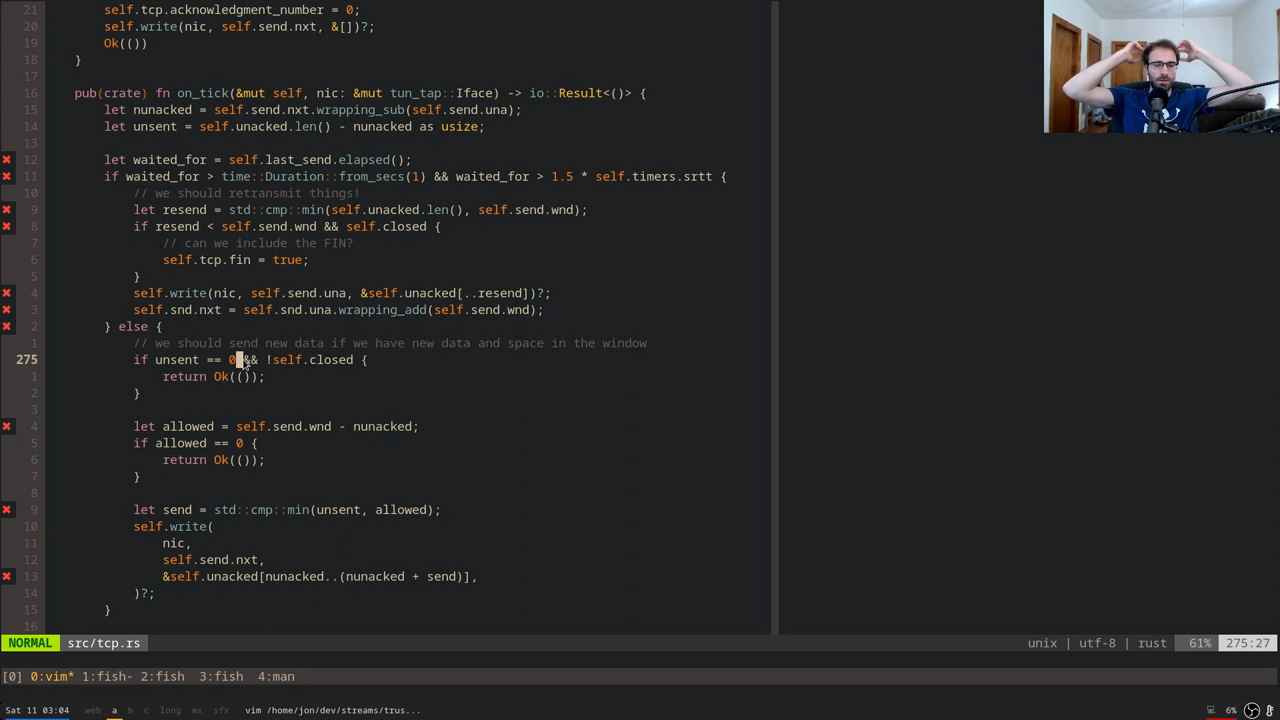 21 self.tcp.acknowledgment_number = 0;
20 self.write(nic, self.send.nxt, &[])?;
19 Ok(())
18 }
17
16 pub(crate) fn on_tick(&mut self, nic: &mut tun_tap::Iface) -> io::Result<()> {
15 let nunacked = self.send.nxt.wrapping_sub(self.send.una);
14 let unsent = self.unacked.len() - nunacked as usize;
13
12 let waited_for = self.last_send.elapsed();
11 if waited_for > time::Duration::from_secs(1) && waited_for > 1.5 * self.timers.srtt {
10 // we should retransmit things!
9 let resend = std::cmp::min(self.unacked.len(), self.send.wnd);
8 if resend < self.send.wnd && self.closed {
7 // can we include the FIN?
6 self.tcp.fin = true;
5 }
4 self.write(nic, self.send.una, &self.unacked[..resend])?;
3 self.snd.nxt = self.snd.una.wrapping_add(self.send.wnd);
2 } else {
1 // we should send new data if we have new data and space in the window
275 if unsent == 0 && !self.closed {
1 return Ok(());
2 }
3
4 let allowed = self.send.wnd - nunacked;
5 if allowed == 0 {
6 return Ok(());
7 }
8
9 let send = std::cmp::min(unsent, allowed);
10 self.write(
11 nic,
12 self.send.nxt,
13 &self.unacked[nunacked..(nunacked + send)],
14 )?;
15 }
16
NORMAL src/tcp.rs unix | utf-8 | rust 61% 275:27
[0] 0:vim* 1:fish- 2:fish 3:fish 4:man
Sat 11 03:04 web a b c long mx sfx vim /home/jon/dev/streams/trus... 6%